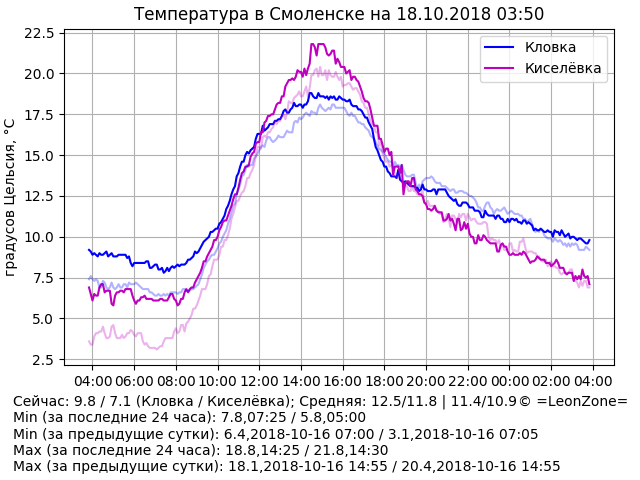 Температура в Смоленске на 18.10.2018 03:50
22.5
20.0
17.5
15.0
12.5
10.0
7.5
5.0
2.5
градусов Цельсия, °C
Кловка
Киселёвка
04:00 06:00 08:00 10:00 12:00 14:00 16:00 18:00 20:00 22:00 00:00 02:00 04:00
Сейчас: 9.8 / 7.1 (Кловка / Киселёвка); Средняя: 12.5/11.8 | 11.4/10.9© =LeonZone=
Min (за последние 24 часа): 7.8,07:25 / 5.8,05:00
Min (за предыдущие сутки): 6.4,2018-10-16 07:00 / 3.1,2018-10-16 07:05
Max (за последние 24 часа): 18.8,14:25 / 21.8,14:30
Max (за предыдущие сутки): 18.1,2018-10-16 14:55 / 20.4,2018-10-16 14:55